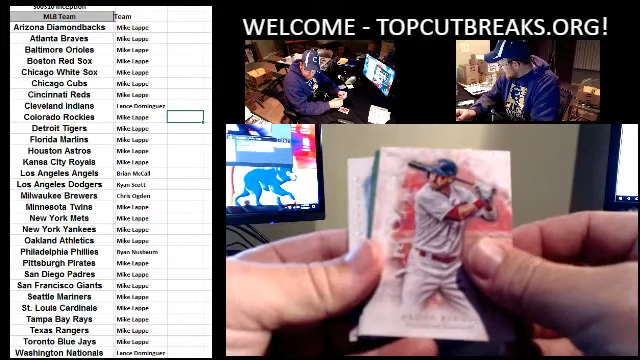 WELCOME - TOPCUTBREAKS.ORG!
Inception
MLB Team Team
Arizona Diamondbacks Mike Lappe
Atlanta Braves Mike Lappe
Baltimore Orioles Mike Lappe
Boston Red Sox Mike Lappe
Chicago White Sox Mike Lappe
Chicago Cubs Mike Lappe
Cincinnati Reds Mike Lappe
Cleveland Indians Lance Dominguez
Colorado Rockies Mike Lappe
Detroit Tigers Mike Lappe
Florida Marlins Mike Lappe
Houston Astros Mike Lappe
Kansa City Royals Mike Lappe
Los Angeles Angels Brian McCall
Los Angeles Dodgers Ryan Scott
Milwaukee Brewers Chris Ogden
Minnesota Twins Mike Lappe
New York Mets Mike Lappe
New York Yankees Mike Lappe
Oakland Athletics Mike Lappe
Philadelphia Phillies Ryan Nusbaum
Pittsburgh Pirates Mike Lappe
San Diego Padres Mike Lappe
San Francisco Giants Mike Lappe
Seattle Mariners Mike Lappe
St. Louis Cardinals Mike Lappe
Tampa Bay Rays Mike Lappe
Texas Rangers Mike Lappe
Toronto Blue Jays Mike Lappe
Washington Nationals Lance Dominguez